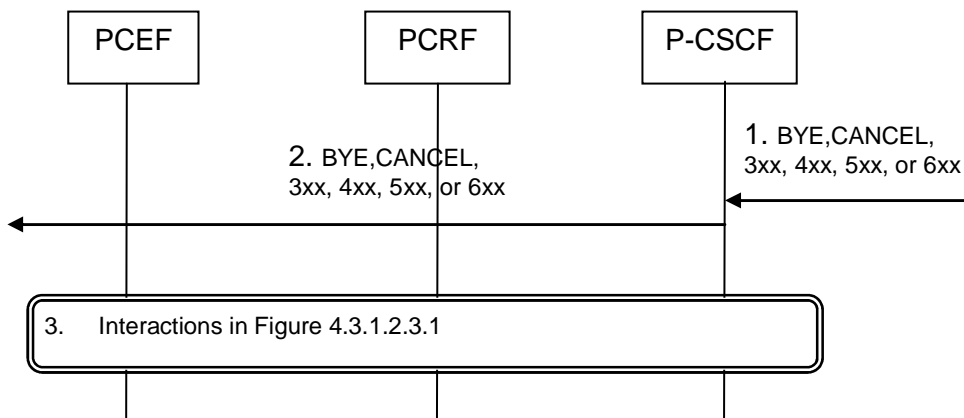 PCEF
PCRF
P-CSCF
1. BYE,CANCEL,
3xx, 4xx, 5xx, or 6xx
2. BYE,CANCEL,
3xx, 4xx, 5xx, or 6xx
3. Interactions in Figure 4.3.1.2.3.1